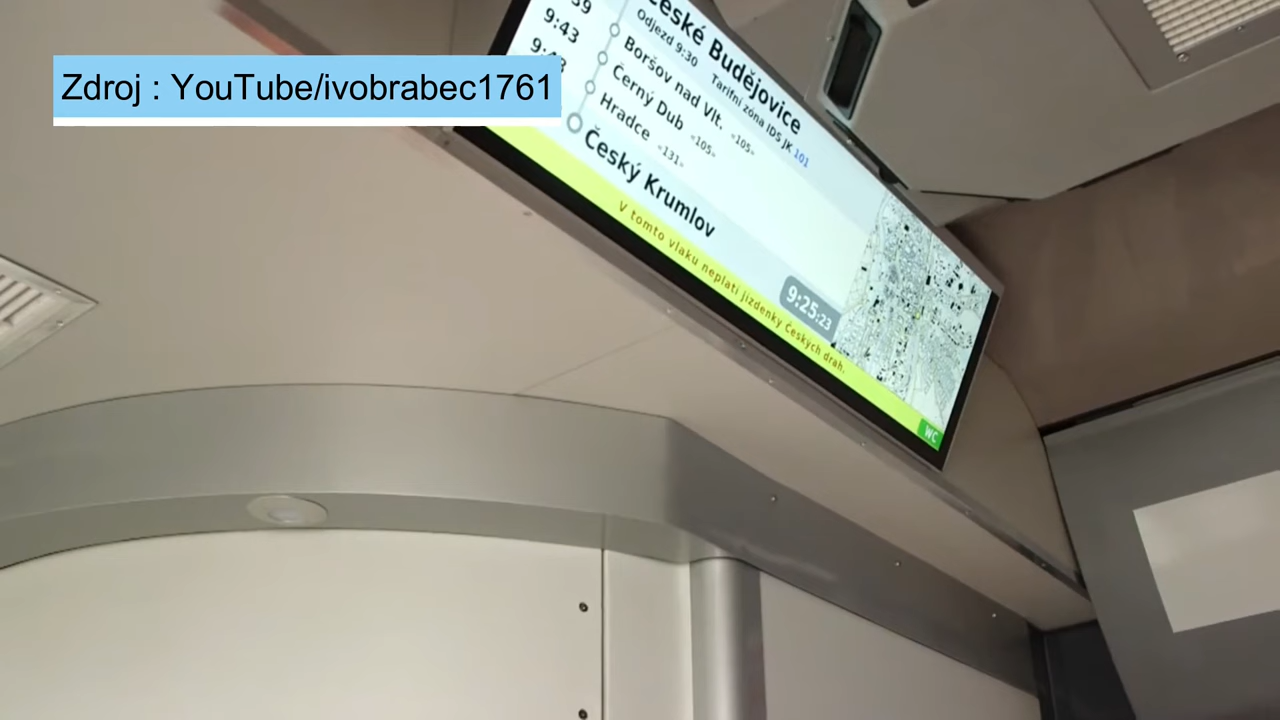 Zdroj : YouTube/ivobrabec1761
České Budějovice
Odjezd 9:30 Tarifní zóna IDS JK 101
9:43
Boršov nad Vlt. «105»
Černý Dub «105»
Hradce «131»
Český Krumlov
9:25:23
V tomto vlaku neplatí jízdenky Českých drah.
WC